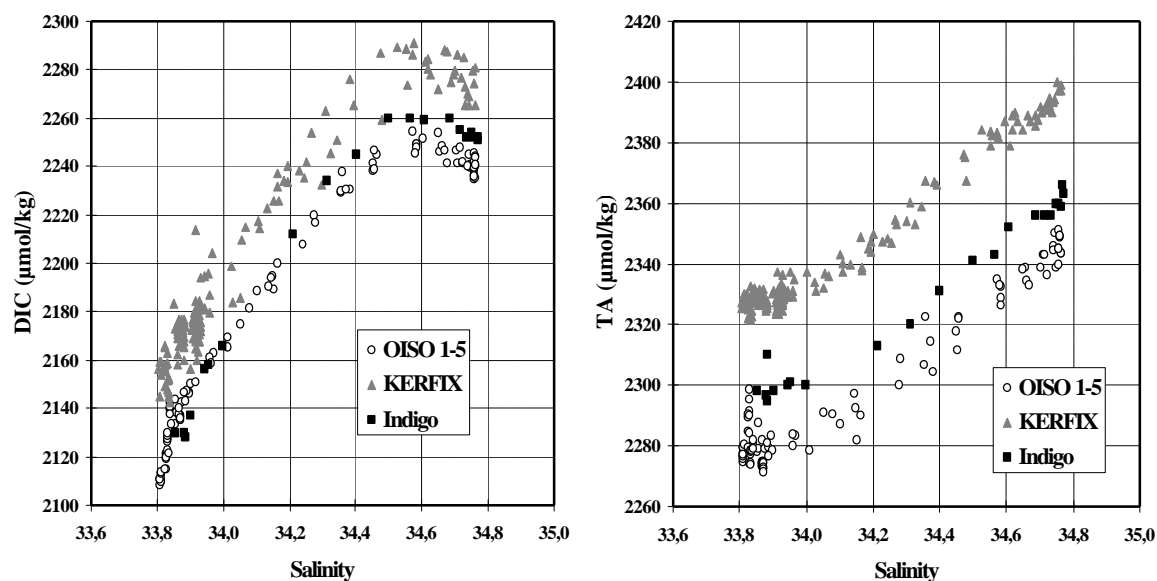 2300
2280
2260
2240
2220
2200
2180
2160
2140
2120
2100
DIC (µmol/kg)
33,6 33,8 34,0 34,2 34,4 34,6 34,8 35,0
Salinity
OISO 1-5
KERFIX
Indigo
2420
2400
2380
2360
2340
2320
2300
2280
2260
TA (µmol/kg)
33,6 33,8 34,0 34,2 34,4 34,6 34,8 35,0
Salinity
OISO 1-5
KERFIX
Indigo